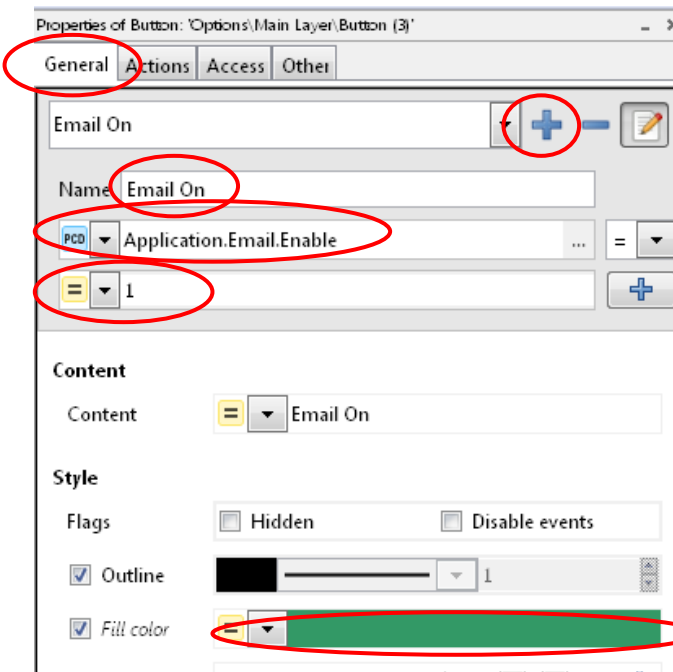 Properties of Button: 'Options\Main Layer\Button (3)'
General Actions Access Other
Email On
Name Email On
PCD Application.Email.Enable ... =
= 1
Content
Content = Email On
Style
Flags Hidden Disable events
Outline 1
Fill color =